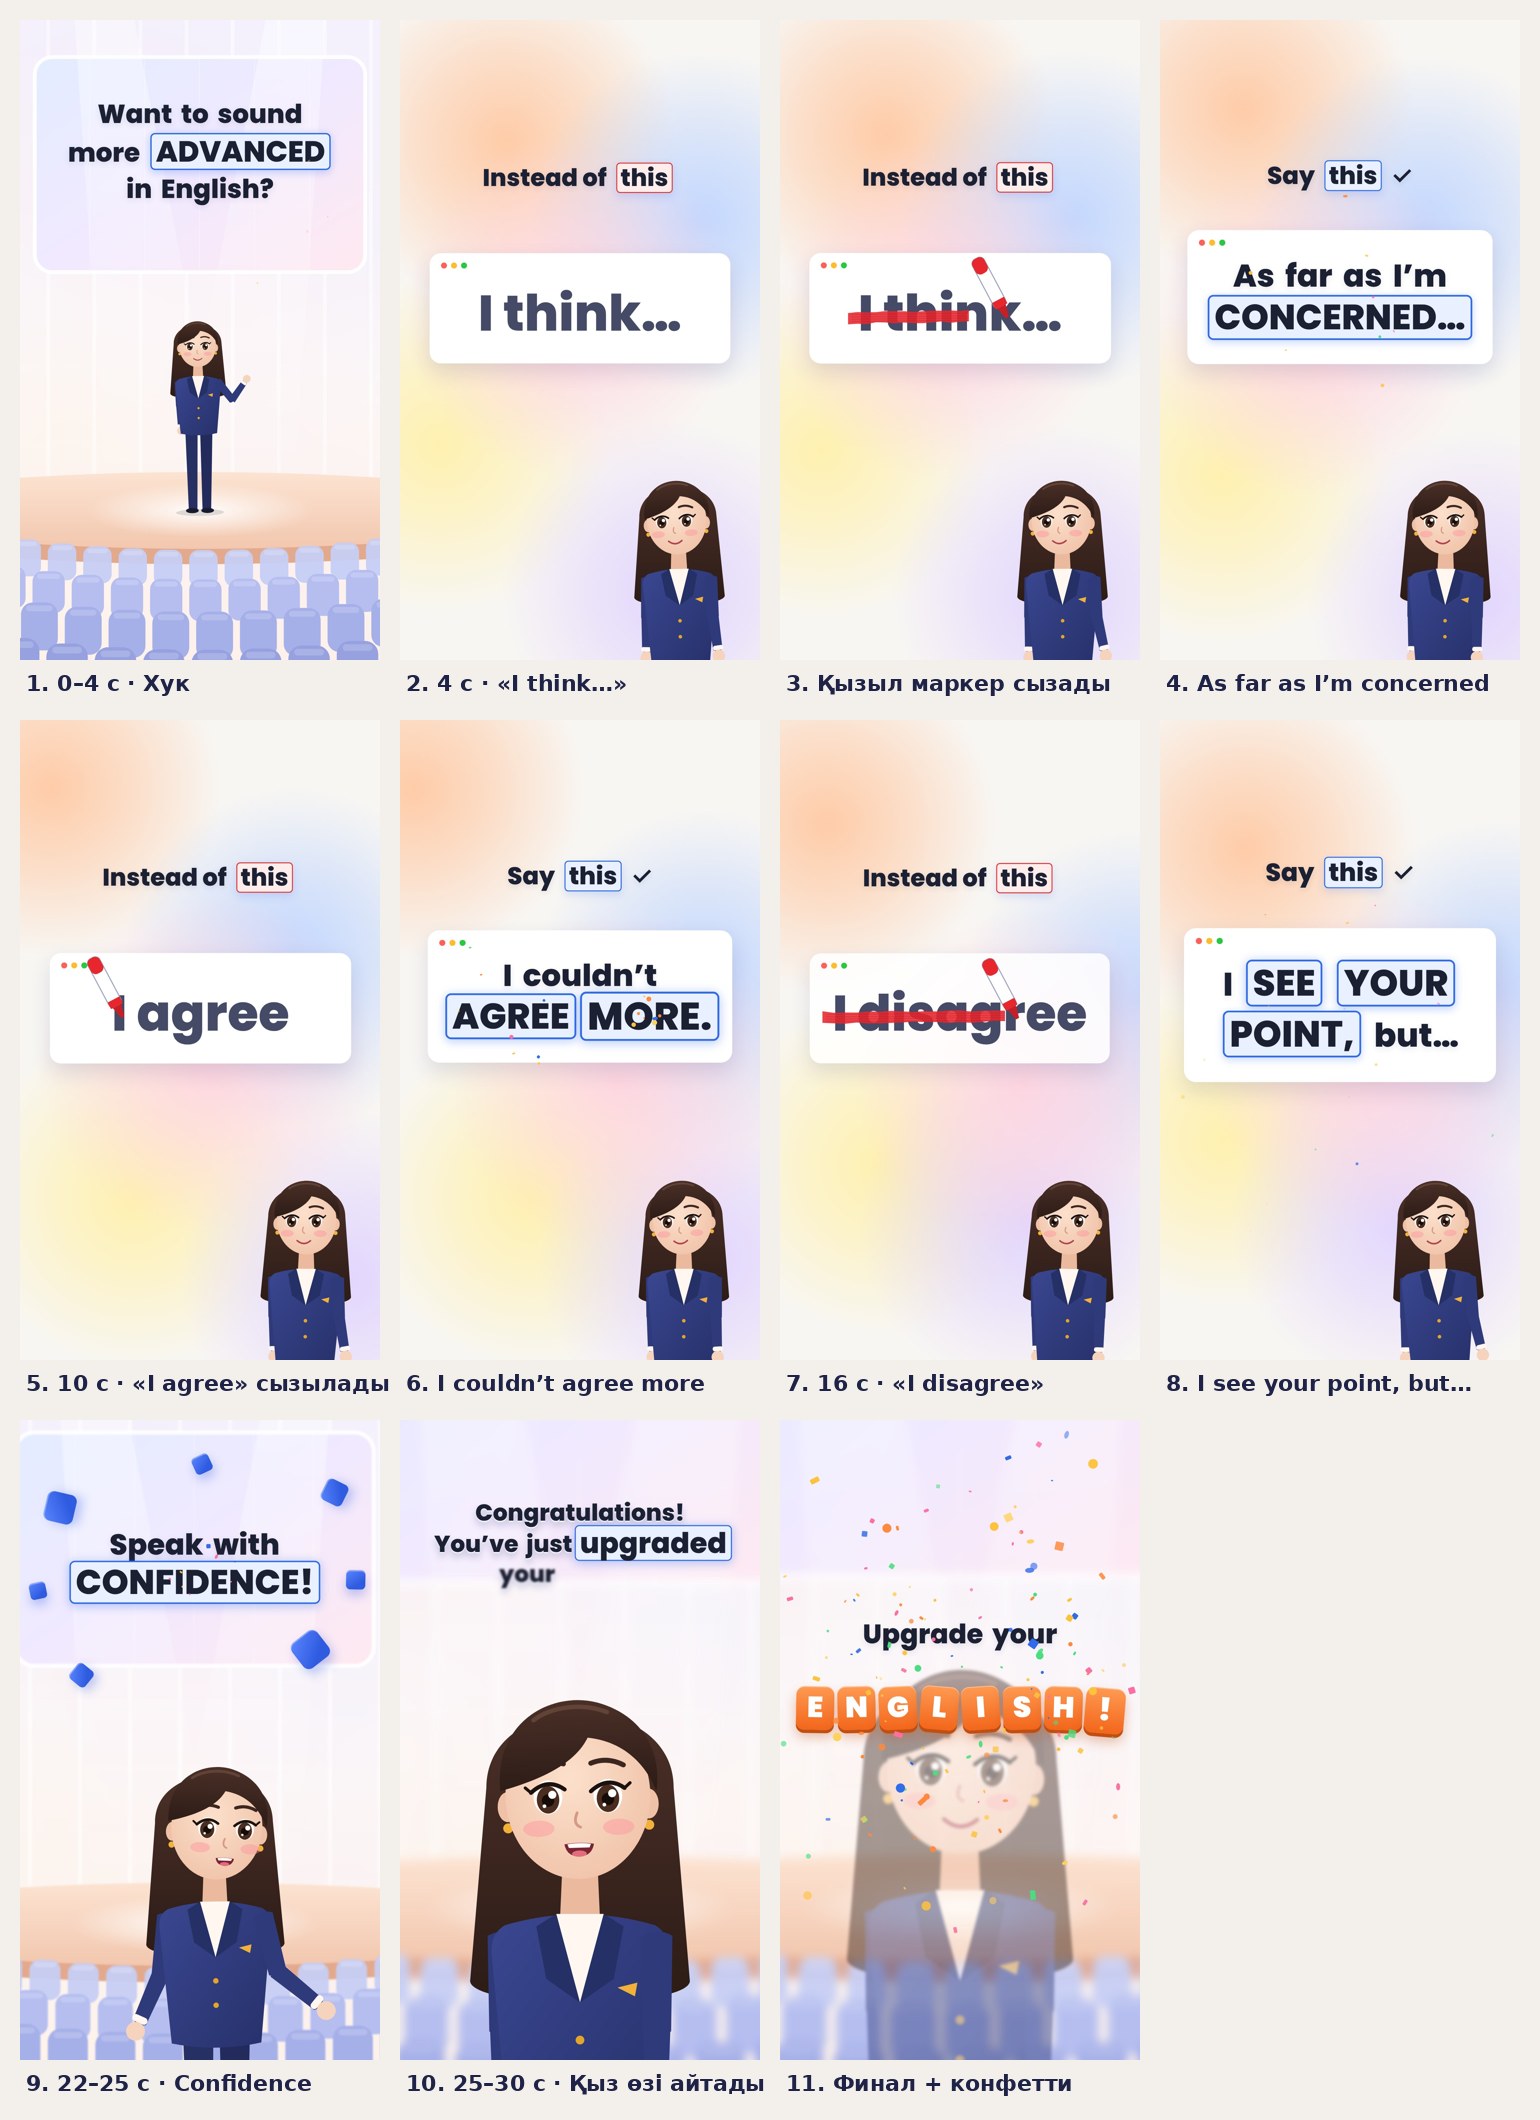 Want to sound
more ADVANCED
in English?
1. 0–4 с · Хук
Instead of this
I think...
2. 4 с · «I think…»
Instead of this
I think...
3. Қызыл маркер сызады
Say this ✓
As far as I’m
CONCERNED...
4. As far as I’m concerned
Instead of this
I agree
5. 10 с · «I agree» сызылады
Say this ✓
I couldn’t
AGREE MORE.
6. I couldn’t agree more
Instead of this
I disagree
7. 16 с · «I disagree»
Say this ✓
I SEE YOUR
POINT, but...
8. I see your point, but…
Speak with
CONFIDENCE!
9. 22–25 с · Confidence
Congratulations!
You’ve just upgraded
your
10. 25–30 с · Қыз өзі айтады
Upgrade your
ENGLISH!
11. Финал + конфетти